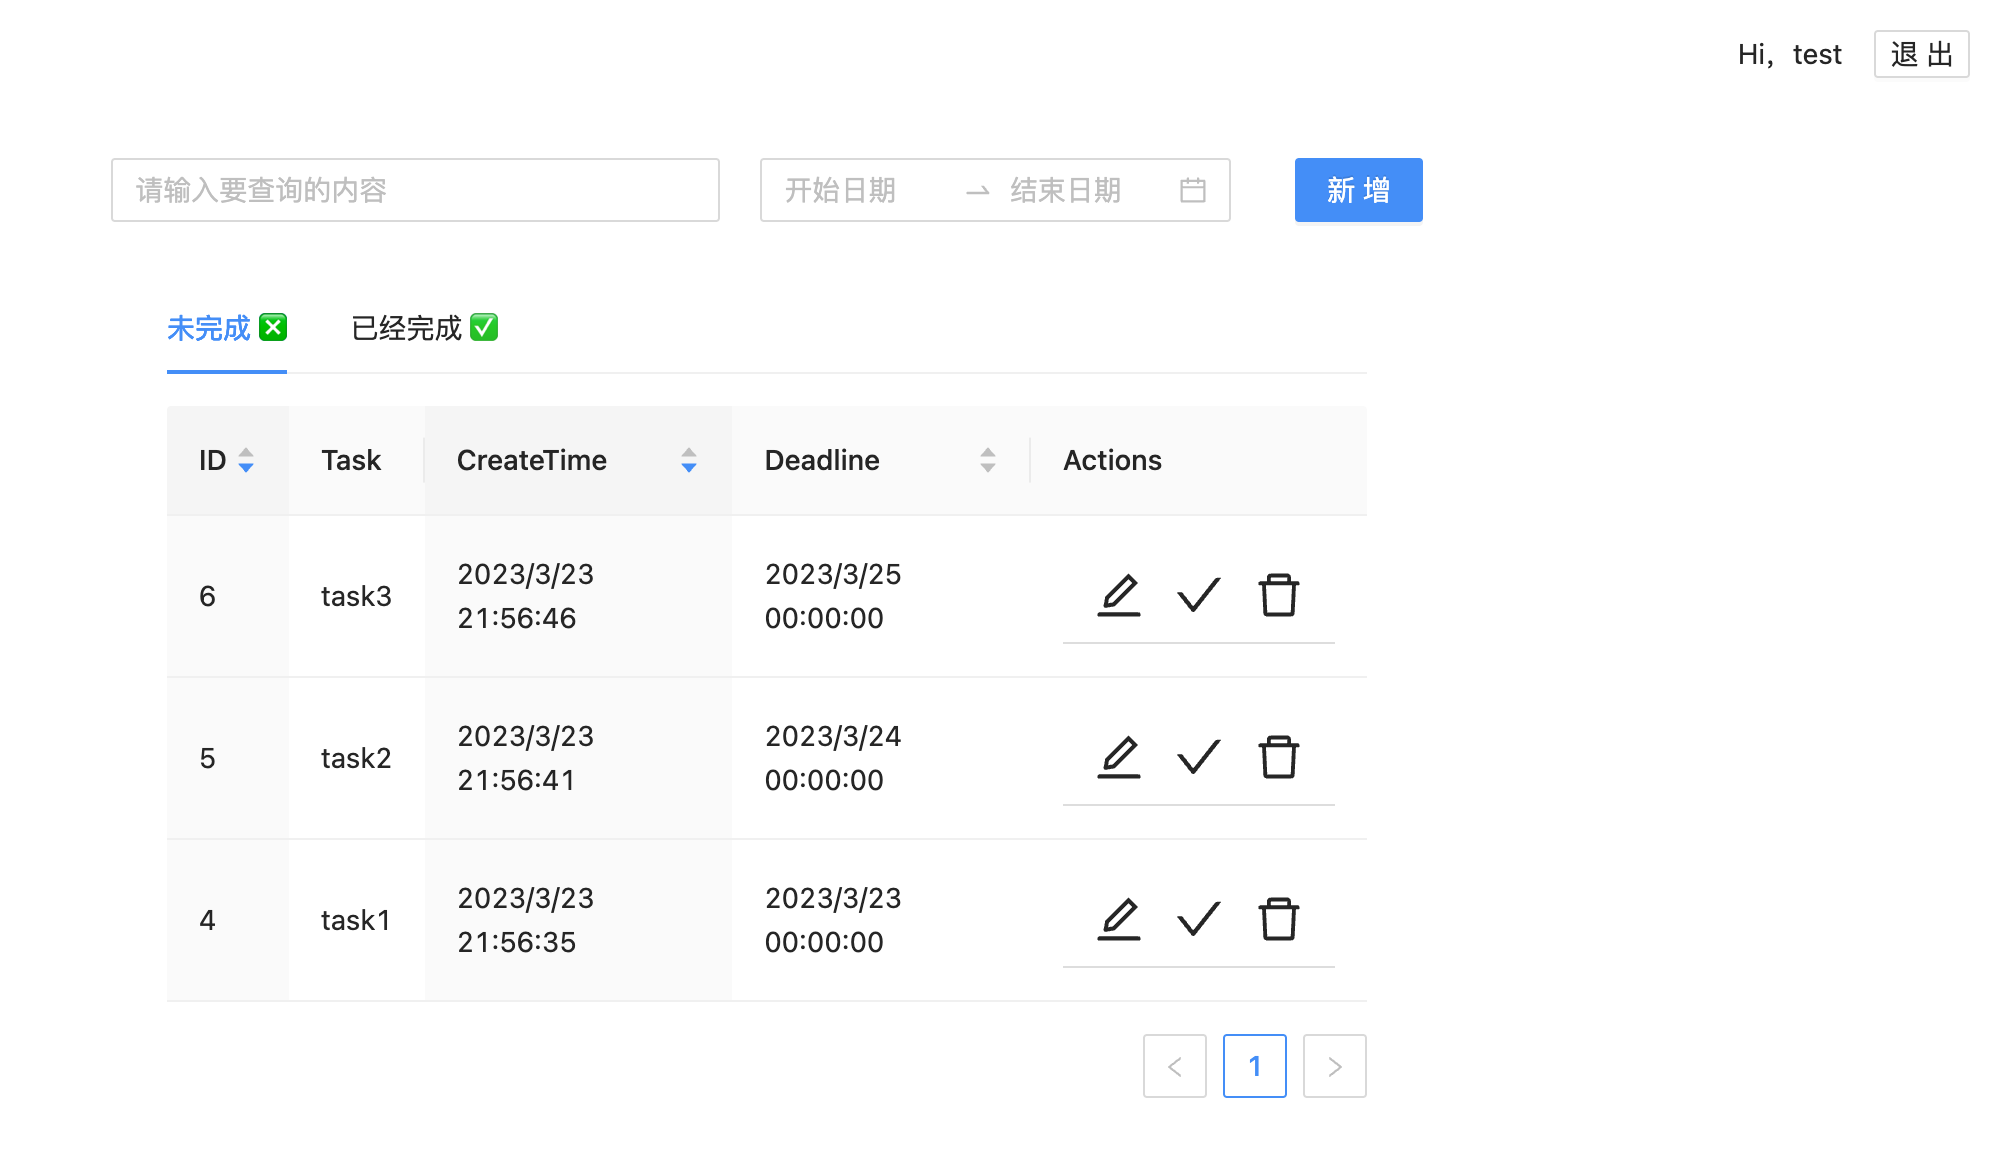 Hi，test 退 出
请输入要查询的内容 开始日期 结束日期 新 增
未完成 已经完成
ID Task CreateTime Deadline Actions
6 task3 2023/3/23 21:56:46 2023/3/25 00:00:00
5 task2 2023/3/23 21:56:41 2023/3/24 00:00:00
4 task1 2023/3/23 21:56:35 2023/3/23 00:00:00
1